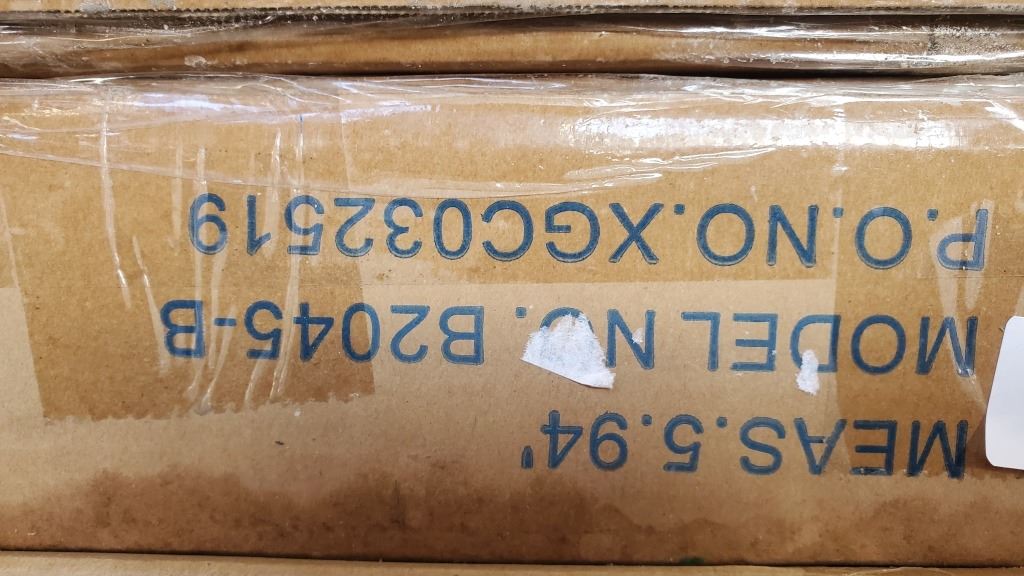 MEAS.5.94'
MODEL NO. B2045-B
P.O.NO.XGC032519